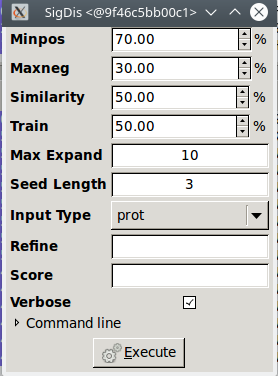 SigDis <@9f46c5bb00c1>
Minpos 70.00 %
Maxneg 30.00 %
Similarity 50.00 %
Train 50.00 %
Max Expand 10
Seed Length 3
Input Type prot
Refine
Score
Verbose
Command line
Execute